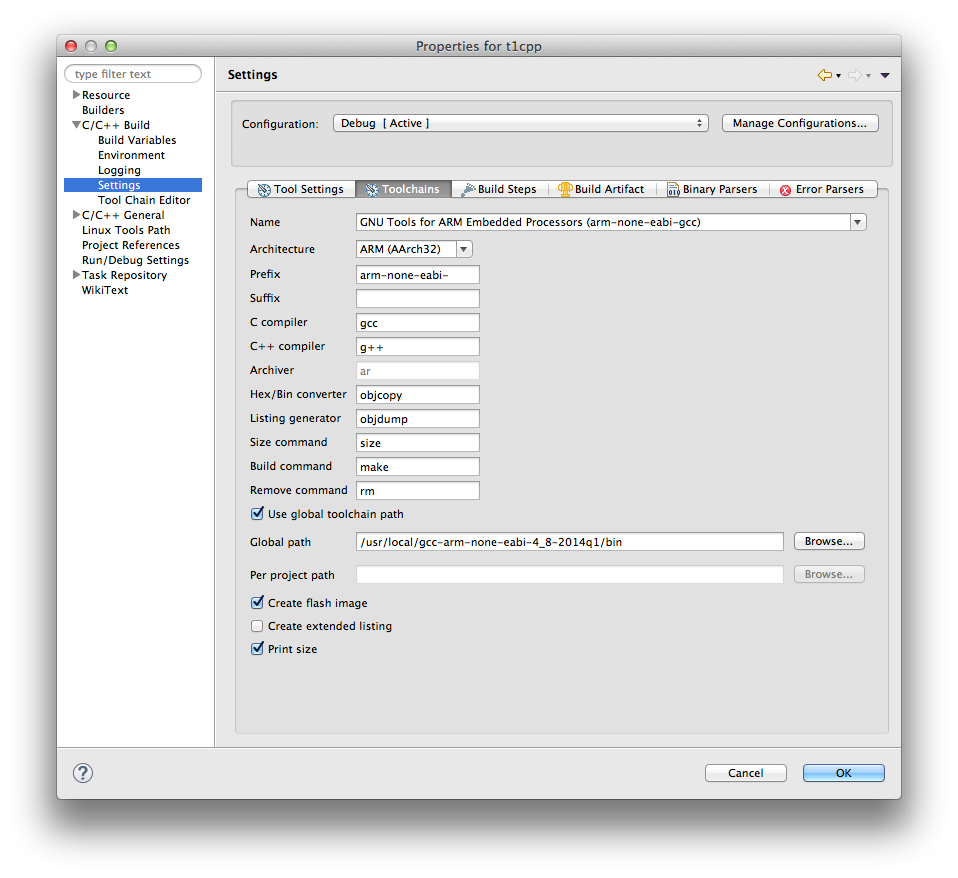 Properties for t1cpp
type filter text
Resource
Builders
C/C++ Build
Build Variables
Environment
Logging
Settings
Tool Chain Editor
C/C++ General
Linux Tools Path
Project References
Run/Debug Settings
Task Repository
WikiText
Settings
Configuration: Debug [ Active ] Manage Configurations...
Tool Settings Toolchains Build Steps Build Artifact Binary Parsers Error Parsers
Name GNU Tools for ARM Embedded Processors (arm-none-eabi-gcc)
Architecture ARM (AArch32)
Prefix arm-none-eabi-
Suffix
C compiler gcc
C++ compiler g++
Archiver ar
Hex/Bin converter objcopy
Listing generator objdump
Size command size
Build command make
Remove command rm
Use global toolchain path
Global path /usr/local/gcc-arm-none-eabi-4_8-2014q1/bin Browse...
Per project path Browse...
Create flash image
Create extended listing
Print size
? Cancel OK